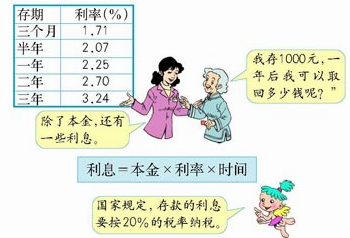 存期 利率(%)
三个月 1.71
半年 2.07
一年 2.25
二年 2.70
三年 3.24
我存1000元，一
年后我可以取
回多少钱呢？”
除了本金，还有
一些利息。
利息＝本金×利率×时间
国家规定，存款的利息
要按20%的税率纳税。